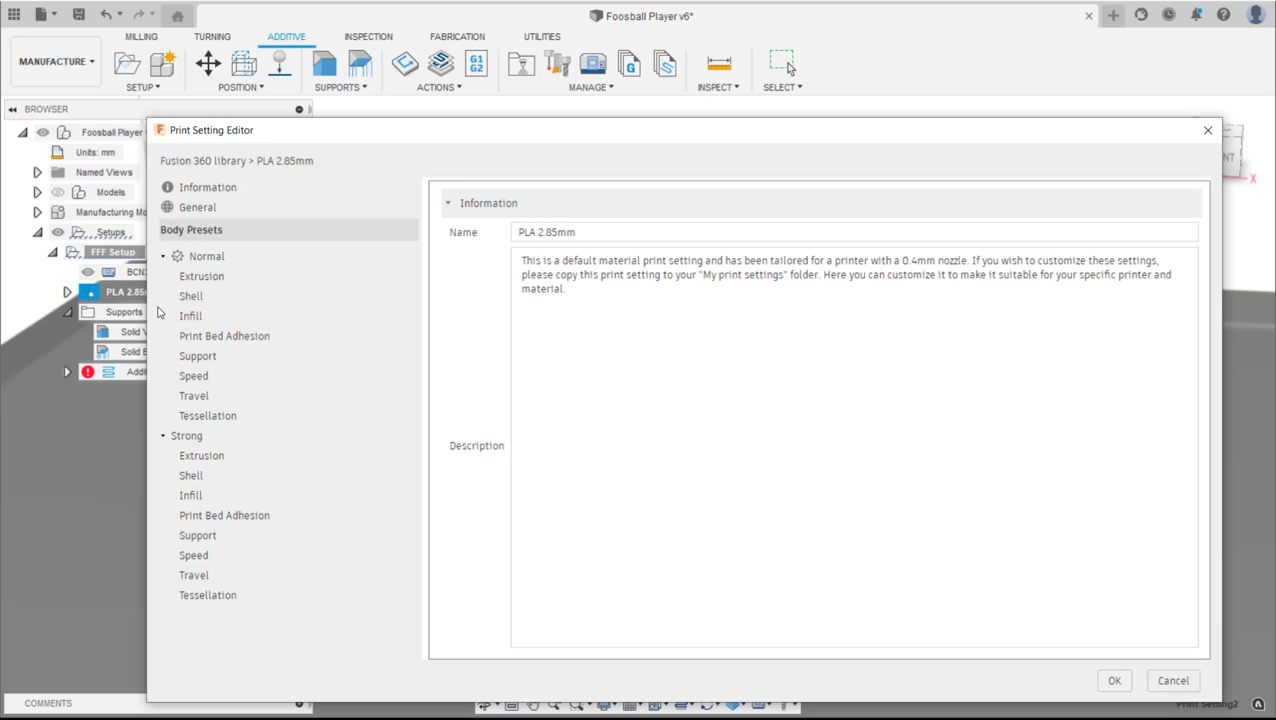 Foosball Player v6*
MILLING
TURNING
ADDITIVE
INSPECTION
FABRICATION
UTILITIES
MANUFACTURE
G1
G2
G
SETUP
POSITION
SUPPORTS
ACTIONS
MANAGE
INSPECT
SELECT
BROWSER
Foosball Player
Units: mm
Named Views
Models
Manufacturing Mo
Setups
FFF Setup
BCN
PLA 2.85
Supports
Solid
Solid
Addi
NT
X
Print Setting Editor
Fusion 360 library > PLA 2.85mm
Information
General
Body Presets
Normal
Extrusion
Shell
Infill
Print Bed Adhesion
Support
Speed
Travel
Tessellation
Strong
Extrusion
Shell
Infill
Print Bed Adhesion
Support
Speed
Travel
Tessellation
Information
Name
PLA 2.85mm
This is a default material print setting and has been tailored for a printer with a 0.4mm nozzle. If you wish to customize these settings,
please copy this print setting to your "My print settings" folder. Here you can customize it to make it suitable for your specific printer and
material.
Description
OK
Cancel
COMMENTS
Print Setting2